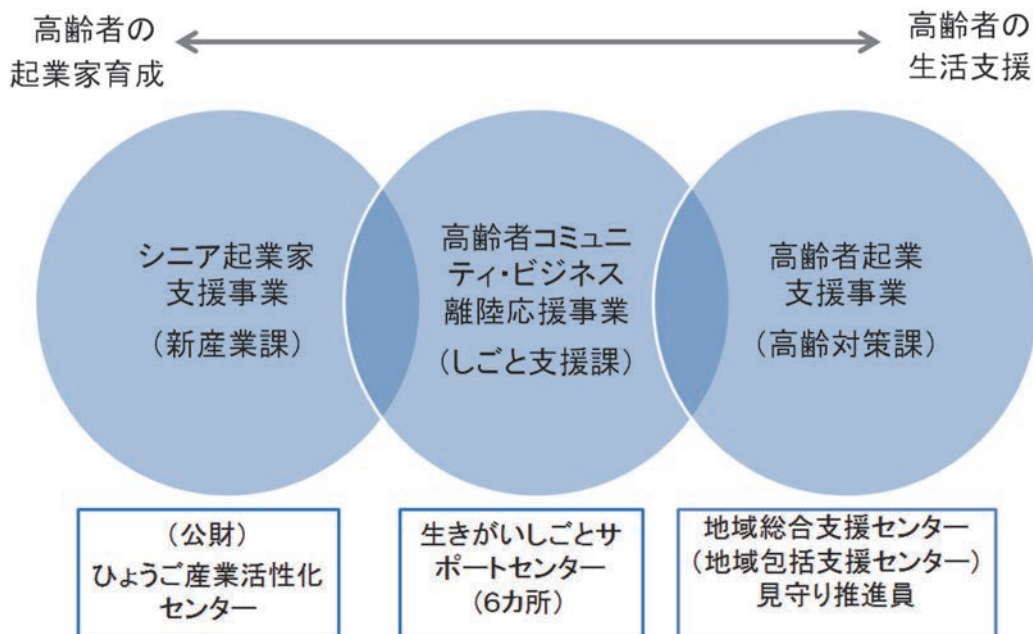 高齢者の
起業家育成
高齢者の
生活支援
シニア起業家
支援事業
(新産業課)
高齢者コミュニ
ティ・ビジネス
離陸応援事業
(しごと支援課)
高齢者起業
支援事業
(高齢対策課)
(公財)
ひょうご産業活性化
センター
生きがいしごとサ
ポートセンター
(6カ所)
地域総合支援センター
(地域包括支援センター)
見守り推進員